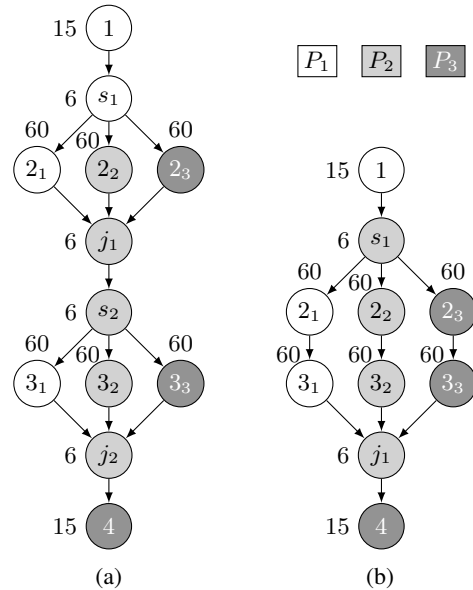 15 1
P₁ P₂ P₃
6 s₁
60 60 60
2₁ 2₂ 2₃
6 j₁
6 s₂
60 60 60
3₁ 3₂ 3₃
6 j₂
15 4
(a)
15 1
6 s₁
60 60 60
2₁ 2₂ 2₃
60 60 60
3₁ 3₂ 3₃
6 j₁
15 4
(b)